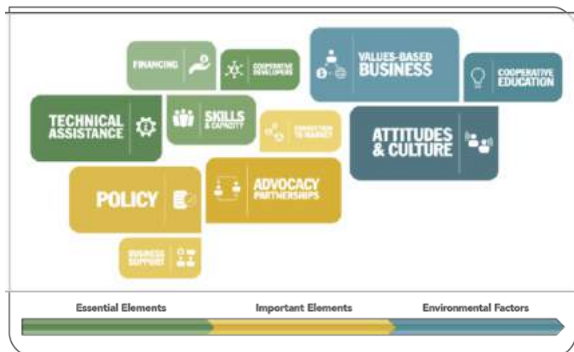 FINANCING
COOPERATIVE
DEVELOPERS
VALUES-BASED
BUSINESS
COOPERATIVE
EDUCATION
TECHNICAL
ASSISTANCE
SKILLS
& CAPACITY
CONNECTION
TO MARKET
ATTITUDES
& CULTURE
POLICY
ADVOCACY
PARTNERSHIPS
BUSINESS
SUPPORT
Essential Elements
Important Elements
Environmental Factors